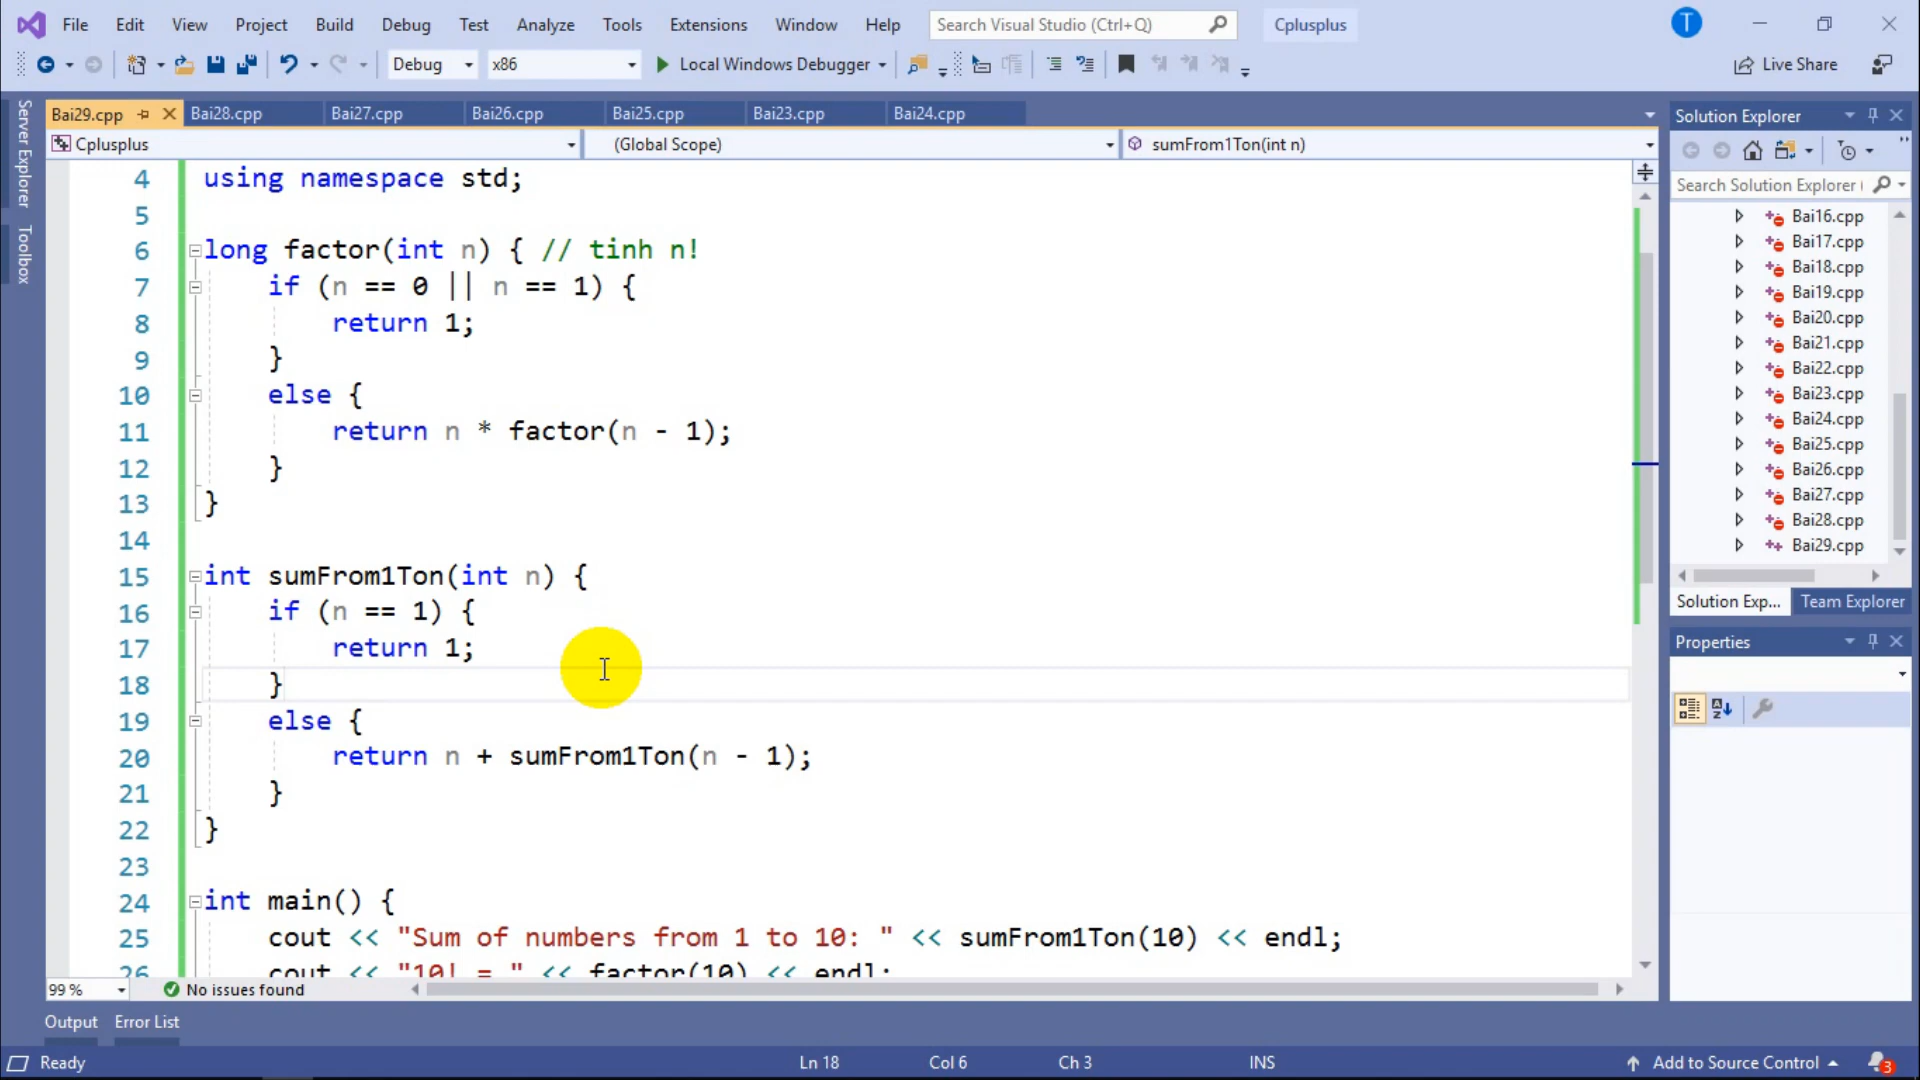 File Edit View Project Build Debug Test Analyze Tools Extensions Window Help Search Visual Studio (Ctrl+Q) Cplusplus T
Debug x86 Local Windows Debugger Live Share
Server Explorer
Toolbox
Bai29.cpp Bai28.cpp Bai27.cpp Bai26.cpp Bai25.cpp Bai23.cpp Bai24.cpp
Cplusplus (Global Scope) sumFrom1Ton(int n)
4 using namespace std;
5
6 long factor(int n) { // tinh n!
7 if (n == 0 || n == 1) {
8 return 1;
9 }
10 else {
11 return n * factor(n - 1);
12 }
13 }
14
15 int sumFrom1Ton(int n) {
16 if (n == 1) {
17 return 1;
18 }
19 else {
20 return n + sumFrom1Ton(n - 1);
21 }
22 }
23
24 int main() {
25 cout << "Sum of numbers from 1 to 10: " << sumFrom1Ton(10) << endl;
26 cout << "10! = " << factor(10) << endl;
99 % No issues found
Solution Explorer
Search Solution Explorer (
Bai16.cpp
Bai17.cpp
Bai18.cpp
Bai19.cpp
Bai20.cpp
Bai21.cpp
Bai22.cpp
Bai23.cpp
Bai24.cpp
Bai25.cpp
Bai26.cpp
Bai27.cpp
Bai28.cpp
Bai29.cpp
Solution Exp... Team Explorer
Properties
Output Error List
Ready Ln 18 Col 6 Ch 3 INS Add to Source Control 3